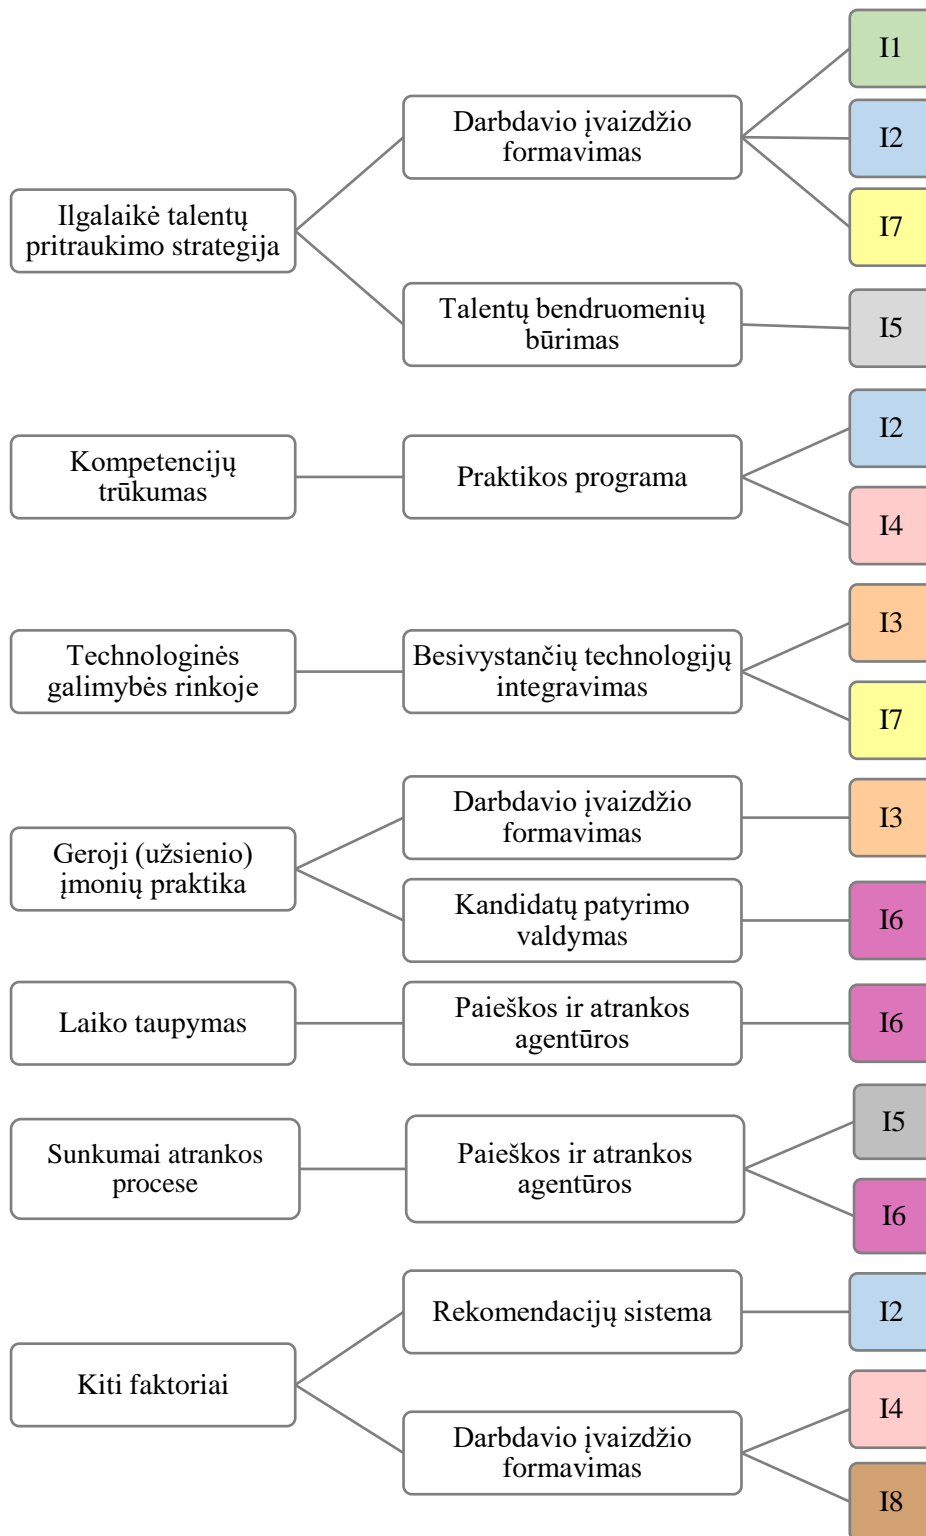 Ilgalaikė talentų
pritraukimo strategija
Darbdavio įvaizdžio
formavimas
I1
I2
I7
Talentų bendruomenių
būrimas
I5
Kompetencijų
trūkumas
Praktikos programa
I2
I4
Technologinės
galimybės rinkoje
Besivystančių technologijų
integravimas
I3
I7
Geroji (užsienio)
įmonių praktika
Darbdavio įvaizdžio
formavimas
I3
Kandidatų patyrimo
valdymas
I6
Laiko taupymas
Paieškos ir atrankos
agentūros
I6
Sunkumai atrankos
procese
Paieškos ir atrankos
agentūros
I5
I6
Kiti faktoriai
Rekomendacijų sistema
I2
Darbdavio įvaizdžio
formavimas
I4
I8